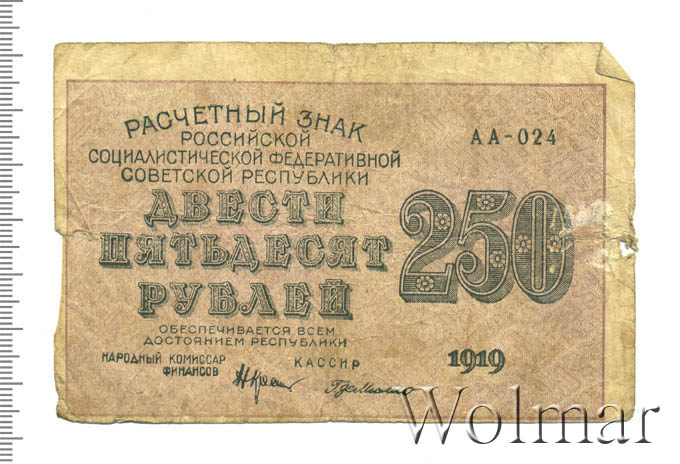 РАСЧЕТНЫЙ ЗНАК
РОССИЙСКОЙ
СОЦИАЛИСТИЧЕСКОЙ ФЕДЕРАТИВНОЙ
СОВЕТСКОЙ РЕСПУБЛИКИ
АА-024
ДВЕСТИ
ПЯТЬДЕСЯТ
РУБЛЕЙ
250
ОБЕСПЕЧИВАЕТСЯ ВСЕМ
ДОСТОЯНИЕМ РЕСПУБЛИКИ
НАРОДНЫЙ КОМИССАР
ФИНАНСОВ
КАССИР
1919
Wolmar